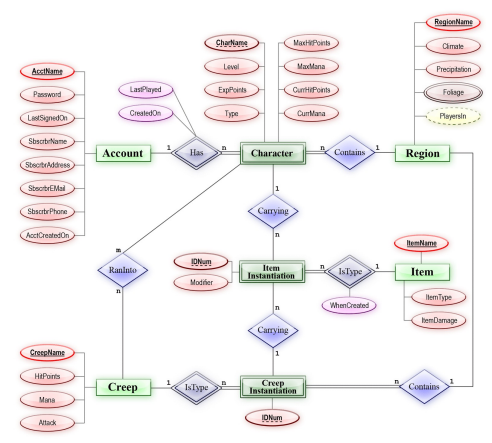 RegionName
CharName
MaxHitPoints
Climate
Level
MaxMana
AcctName
Precipitation
LastPlayed
ExpPoints
CurrHitPoints
Password
Foliage
CreatedOn
Type
CurrMana
LastSignedOn
PlayersIn
SbscrbrName
Account
1
Has
n
Character
n
Contains
1
Region
SbscrbrAddress
SbscrbrEMail
1
SbscrbrPhone
Carrying
AcctCreatedOn
m
n
ItemName
RanInto
IDNum
Item
Instantiation
n
IsType
1
Item
Modifier
n
WhenCreated
ItemType
n
ItemDamage
Carrying
CreepName
1
HitPoints
Creep
1
IsType
n
Creep
Instantiation
n
Contains
1
Mana
Attack
IDNum